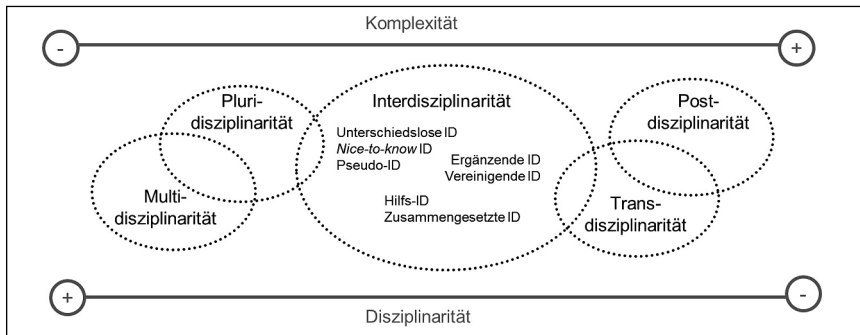 Komplexität
-
+
Pluri-
disziplinarität
Interdisziplinarität
Post-
disziplinarität
Unterschiedslose ID
Nice-to-know ID
Pseudo-ID
Ergänzende ID
Vereinigende ID
Multi-
disziplinarität
Hilfs-ID
Zusammengesetzte ID
Trans-
disziplinarität
+
-
Disziplinarität